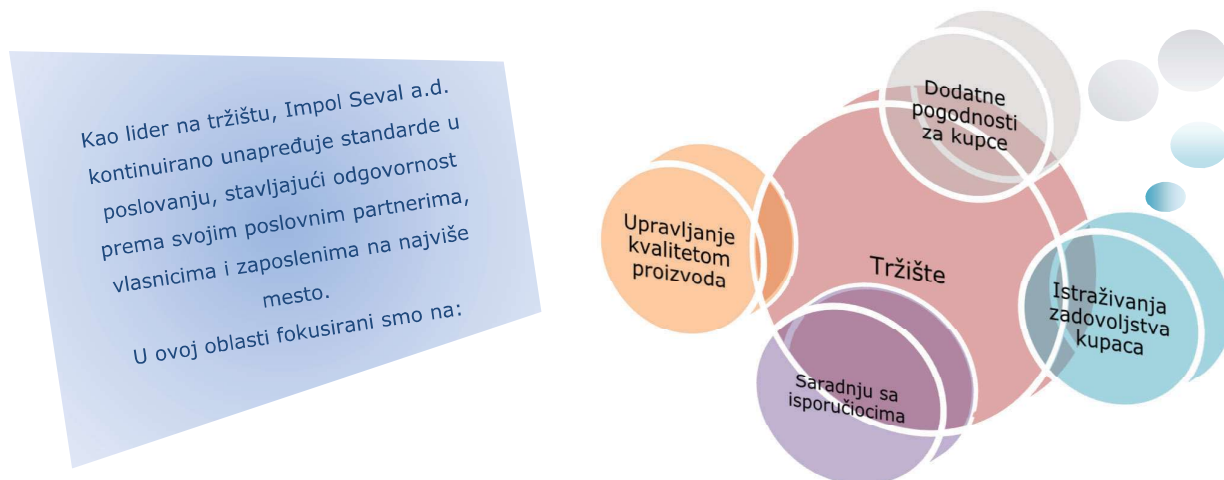 Kao lider na tržištu, Impol Seval a.d.
kontinuirano unapređuje standarde u
poslovanju, stavljajući odgovornost
prema svojim poslovnim partnerima,
vlasnicima i zaposlenima na najviše
mesto.
U ovoj oblasti fokusirani smo na:
Dodatne
pogodnosti
za kupce
Upravljanje
kvalitetom
proizvoda
Tržište
Istraživanja
zadovoljstva
kupaca
Saradnju sa
isporučiocima